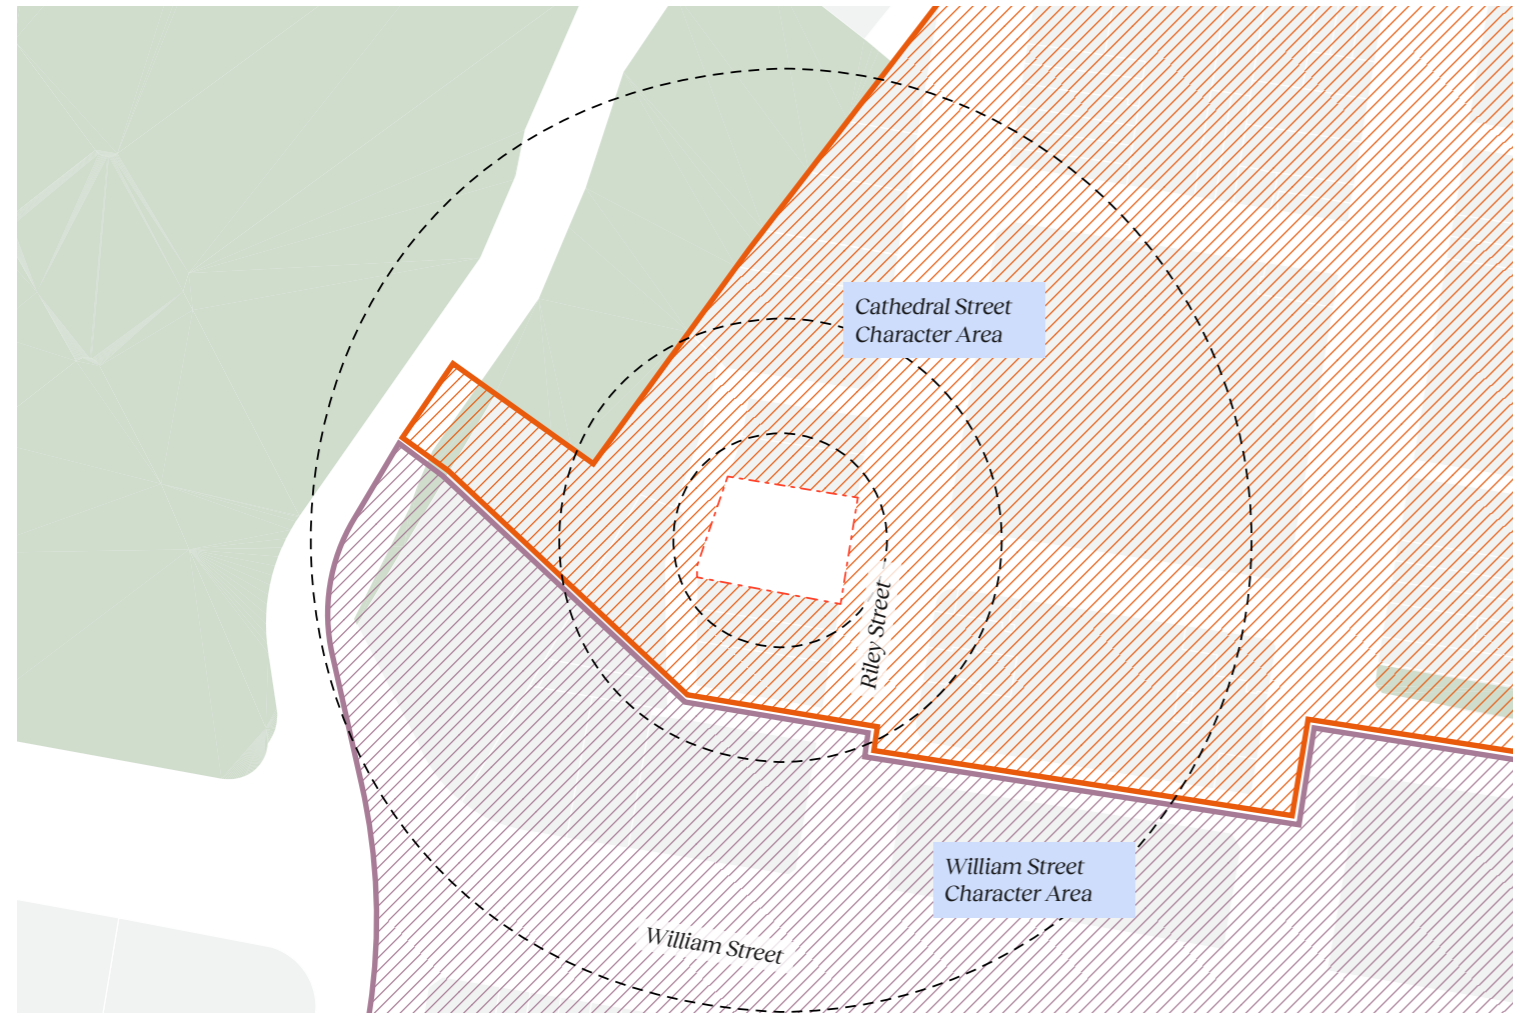 Cathedral Street
Character Area
Riley Street
William Street
Character Area
William Street